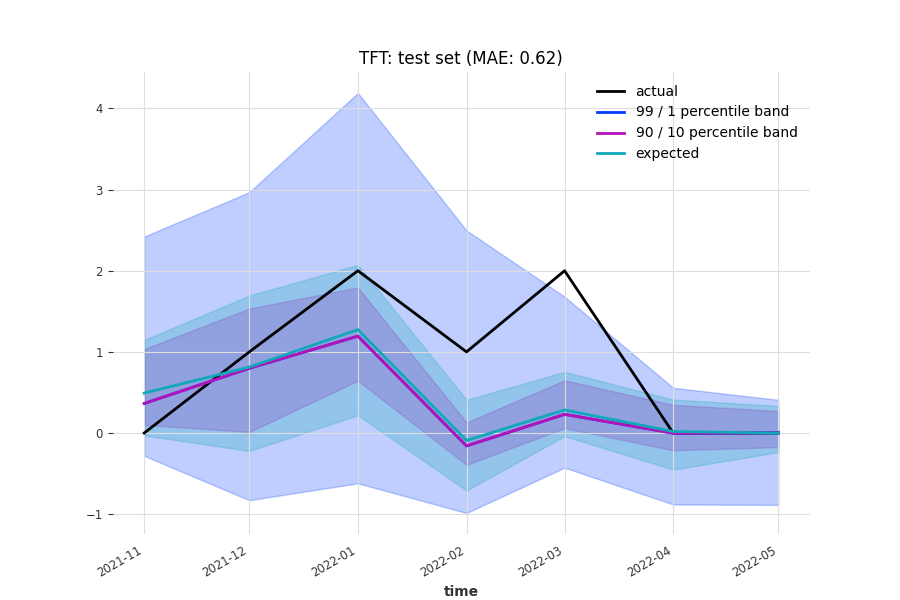 TFT: test set (MAE: 0.62)
actual
99 / 1 percentile band
90 / 10 percentile band
expected
4
3
2
1
0
−1
2021-11
2021-12
2022-01
2022-02
2022-03
2022-04
2022-05
time